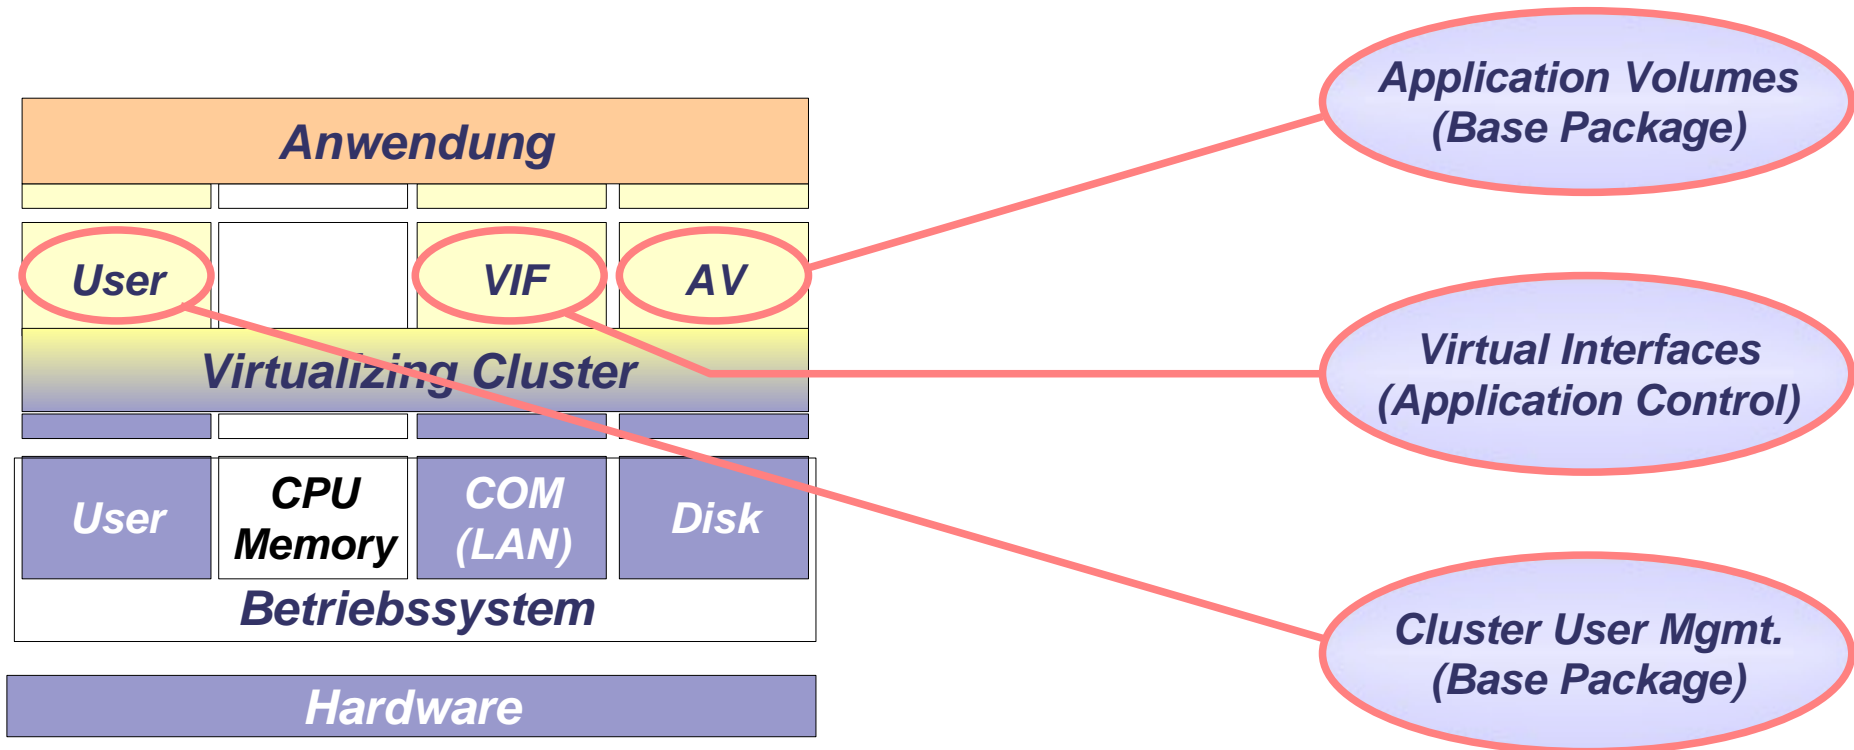 Anwendung
User
VIF
AV
Virtualizing Cluster
User
CPU
Memory
COM
(LAN)
Disk
Betriebssystem
Hardware
Application Volumes
(Base Package)
Virtual Interfaces
(Application Control)
Cluster User Mgmt.
(Base Package)